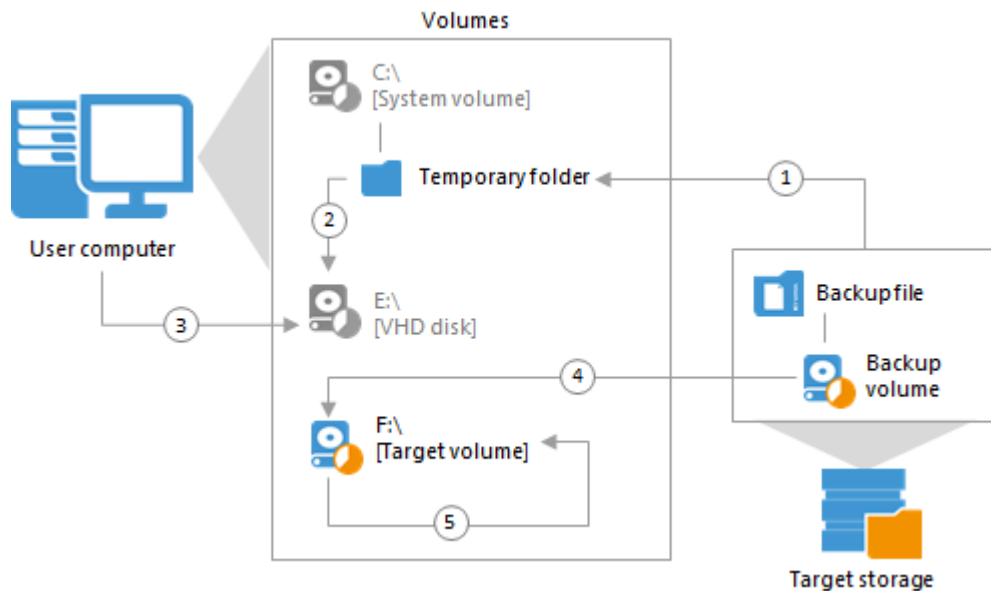 Volumes
C:\
[System volume]
Temporary folder
1
2
User computer
E:\
[VHD disk]
3
Backup file
Backup
volume
4
F:\
[Target volume]
5
Target storage